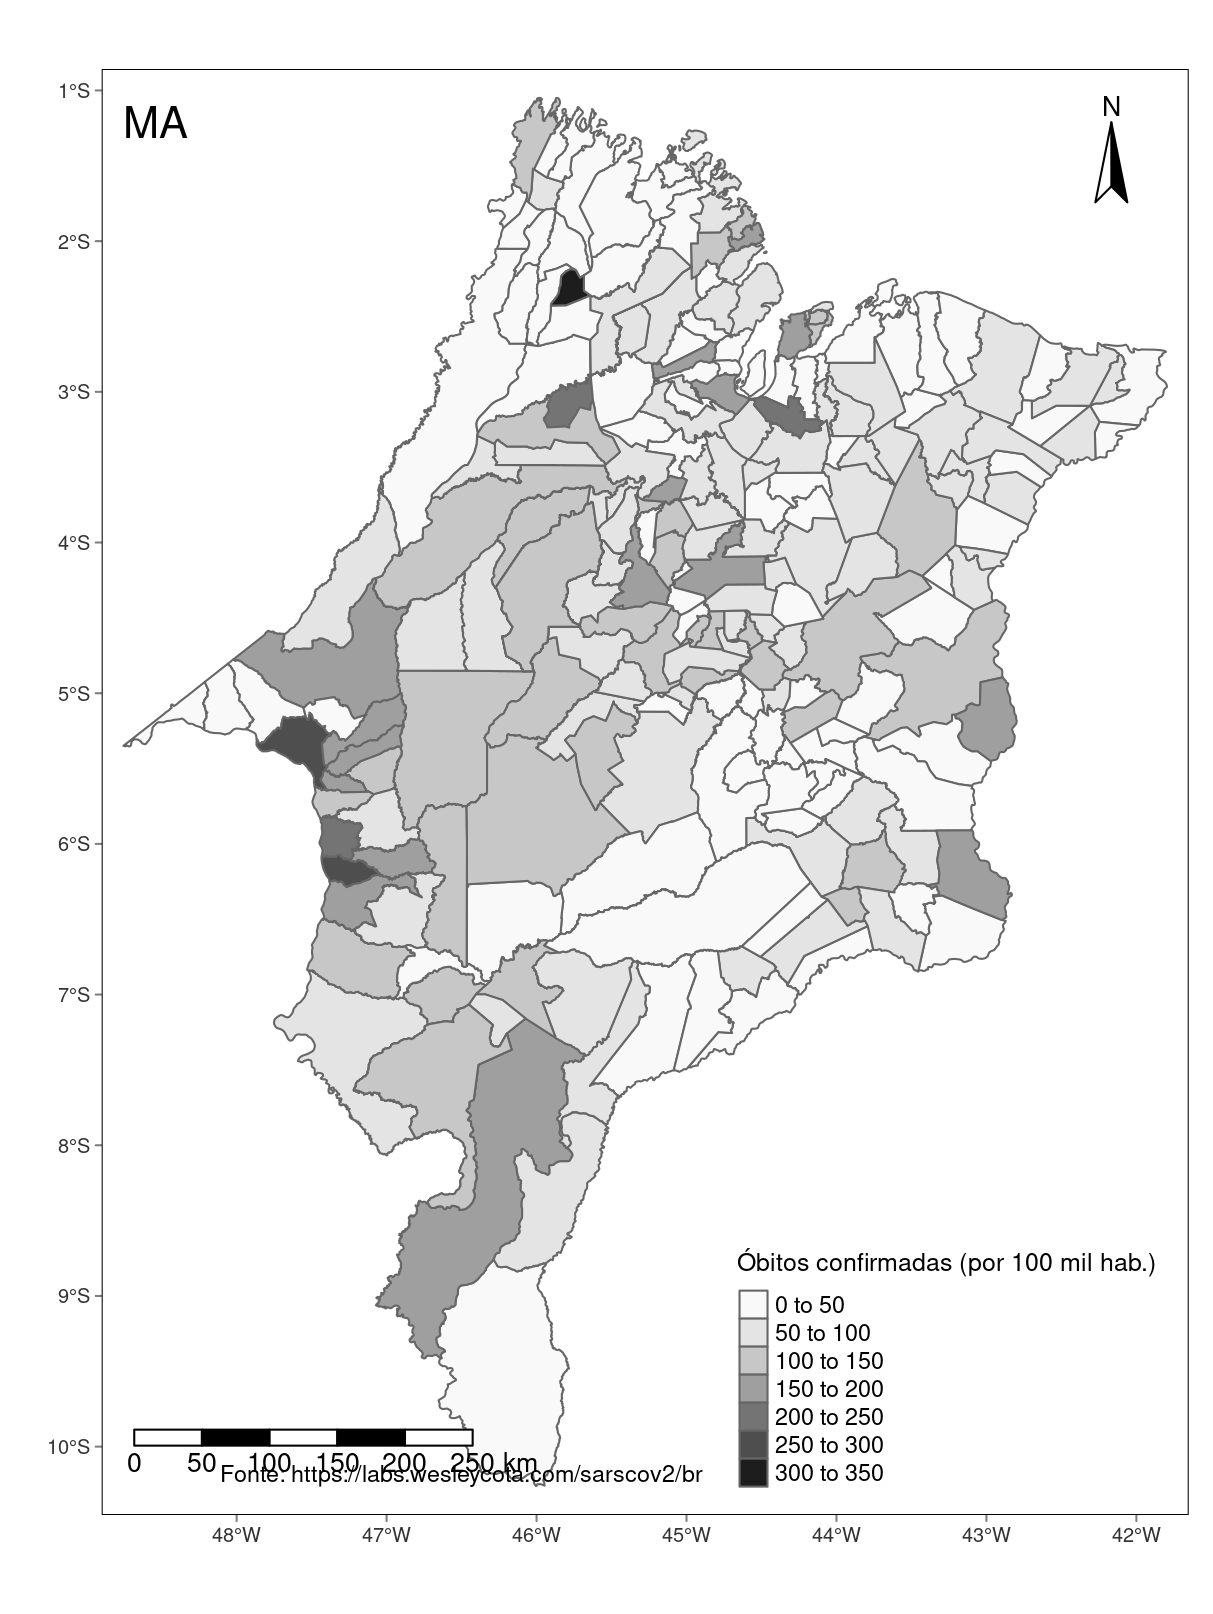 MA
N
1°S
2°S
3°S
4°S
5°S
6°S
7°S
8°S
9°S
10°S
Óbitos confirmadas (por 100 mil hab.)
0 to 50
50 to 100
100 to 150
150 to 200
200 to 250
250 to 300
300 to 350
0 50 100 150 200 250 km
Fonte: https://labs.wesleycota.com/sarscov2/br
48°W 47°W 46°W 45°W 44°W 43°W 42°W